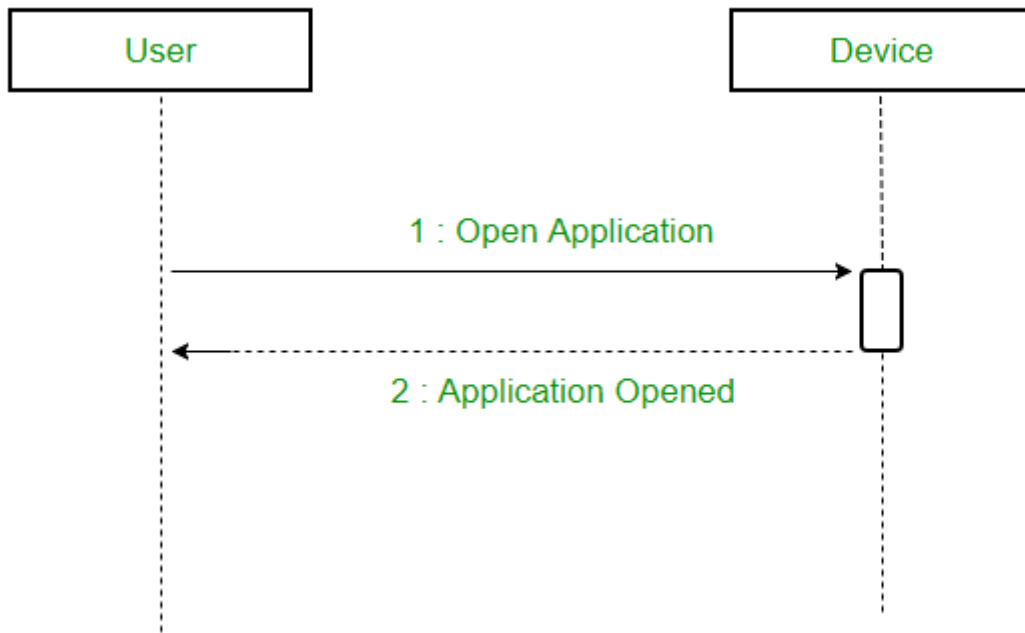 User
Device
1 : Open Application
2 : Application Opened